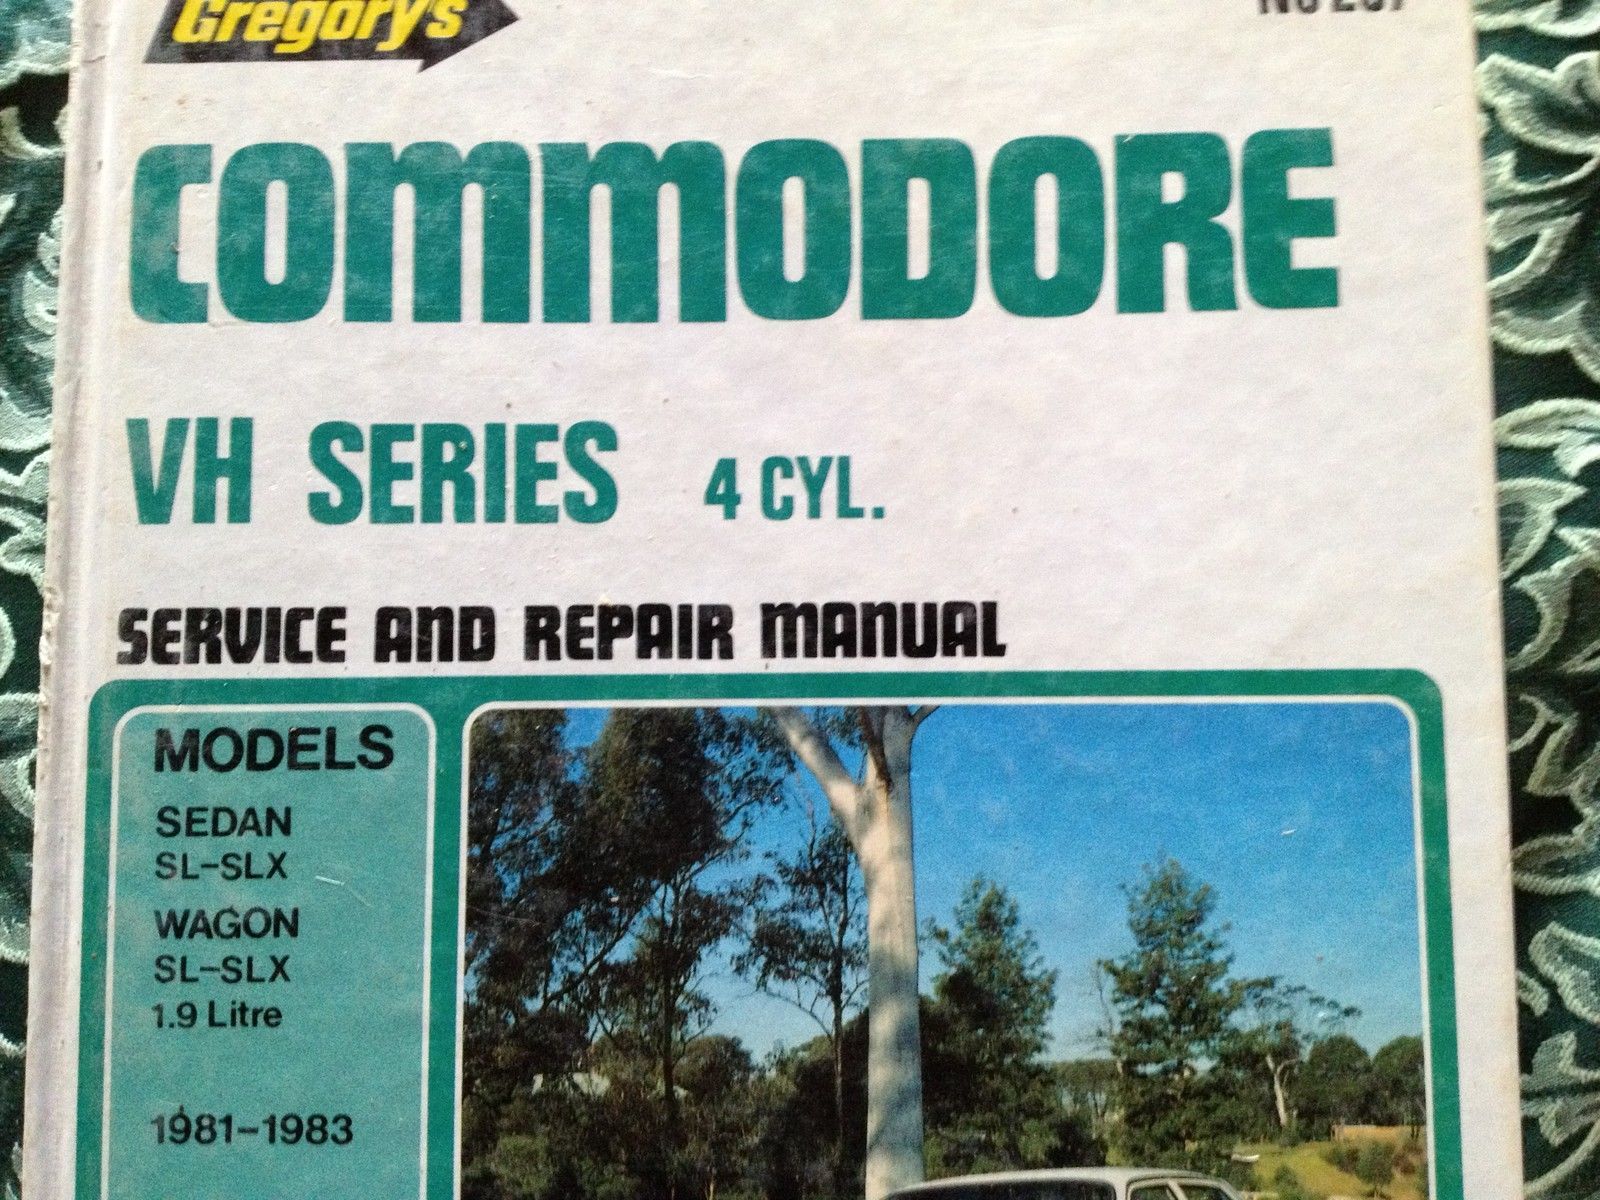 Gregory's
COMMODORE
VH SERIES 4 CYL.
SERVICE AND REPAIR MANUAL
MODELS
SEDAN
SL-SLX
WAGON
SL-SLX
1.9 Litre
1981-1983